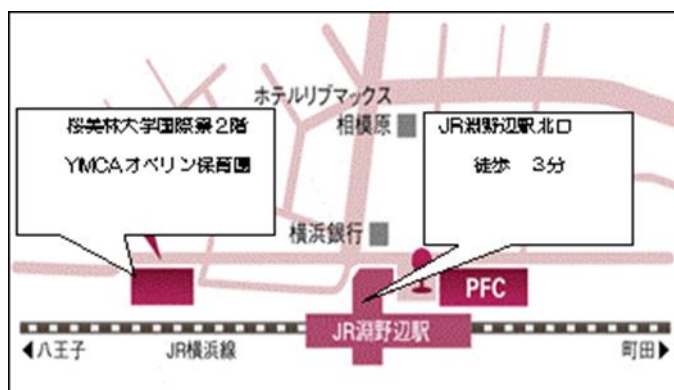 ホテルリブマックス
相模原
桜美林大学国際寮2階
YMCAオベリン保育園
JR淵野辺駅北口
徒歩 3分
横浜銀行
PFC
JR淵野辺駅
◀八王子
JR横浜線
町田▶